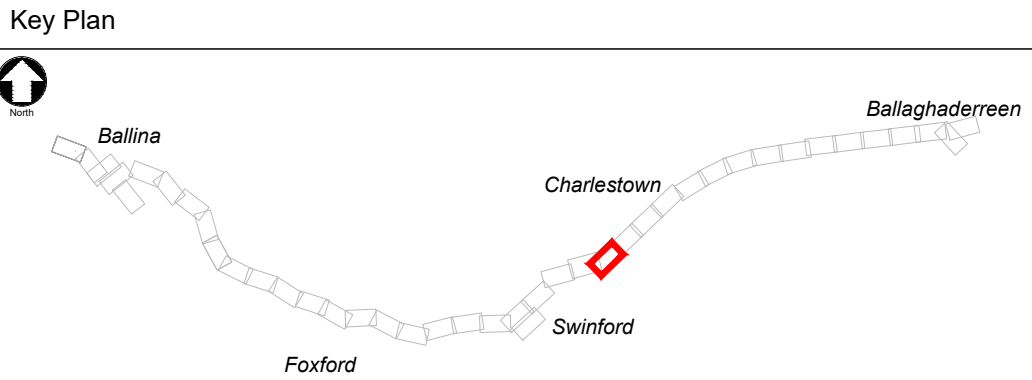 Key Plan
North
Ballina
Ballaghaderreen
Charlestown
Swinford
Foxford